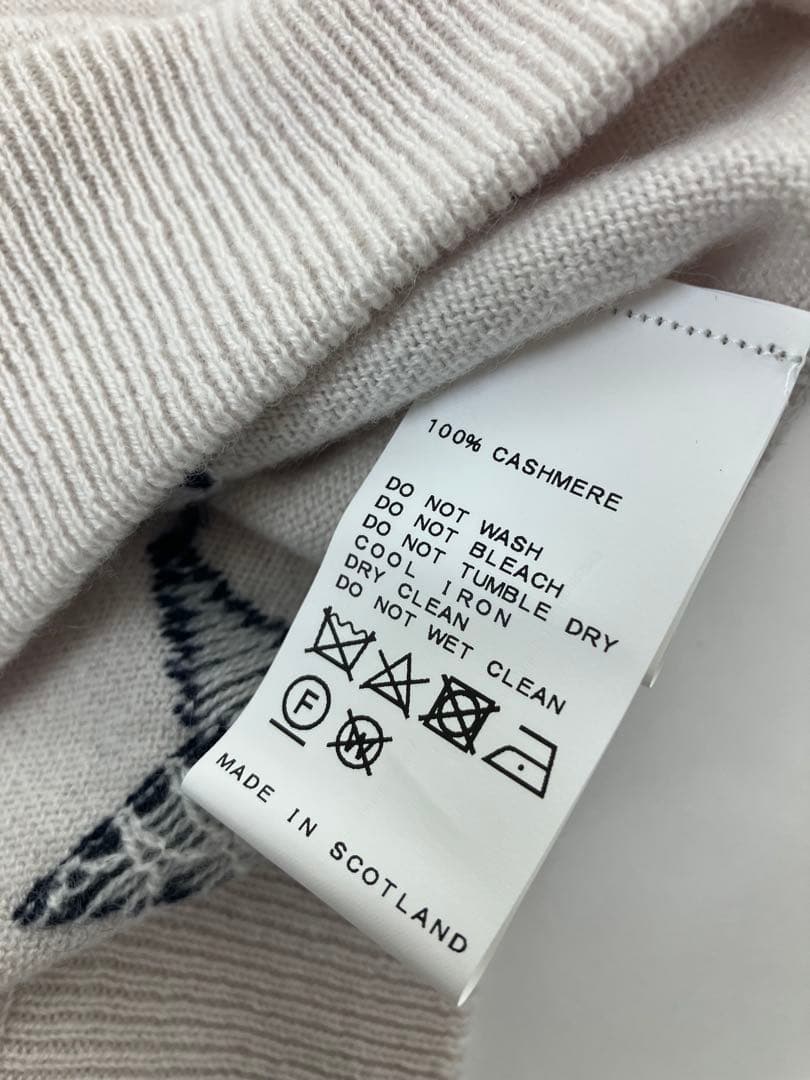 100% CASHMERE
DO NOT WASH
DO NOT BLEACH
DO NOT TUMBLE DRY
COOL IRON
DRY CLEAN
DO NOT WET CLEAN
F
W
MADE IN SCOTLAND